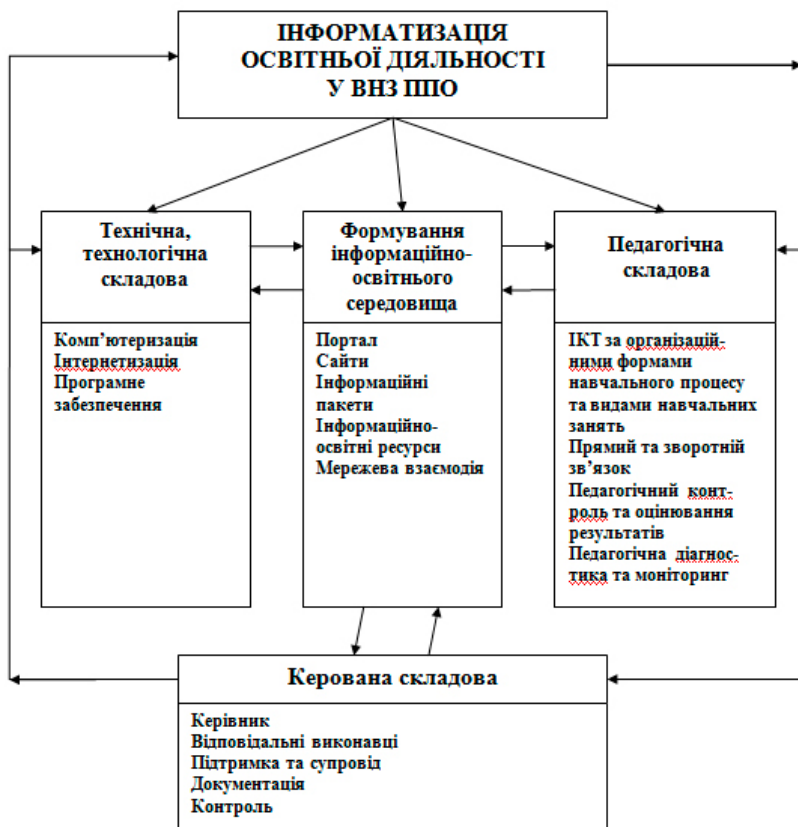 ІНФОРМАТИЗАЦІЯ
ОСВІТНЬОЇ ДІЯЛЬНОСТІ
У ВНЗ ППО
Технічна,
технологічна
складова
Комп’ютеризація
Інтернетизація
Програмне
забезпечення
Формування
інформаційно-
освітнього
середовища
Портал
Сайти
Інформаційні
пакети
Інформаційно-
освітні ресурси
Мережева взаємодія
Педагогічна
складова
ІКТ за організацій-
ними формами
навчального процесу
та видами навчальних
занять
Прямий та зворотній
зв’язок
Педагогічний конт-
роль та оцінювання
результатів
Педагогічна діагнос-
тика та моніторинг
Керована складова
Керівник
Відповідальні виконавці
Підтримка та супровід
Документація
Контроль